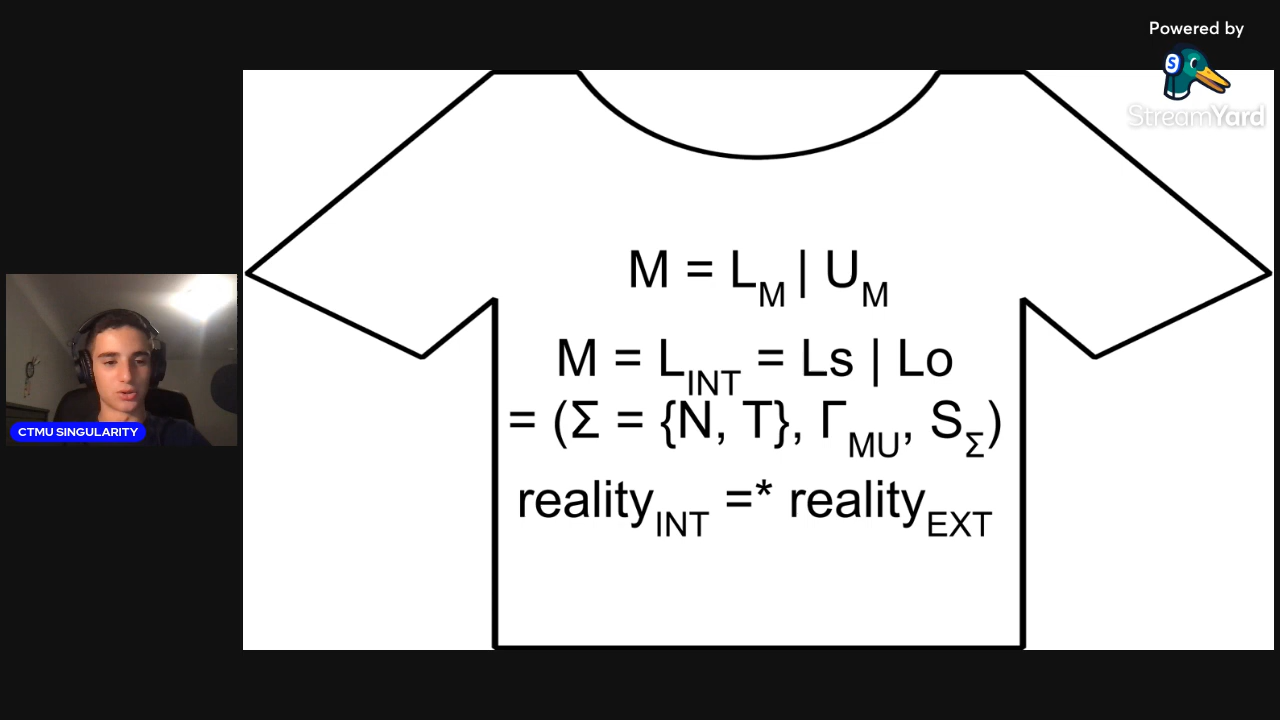 Powered by
StreamYard
M = L_M | U_M
M = L_INT = Ls | Lo
= (Σ = {N, T}, Γ_MU, S_Σ)
reality_INT =* reality_EXT
CTMU SINGULARITY